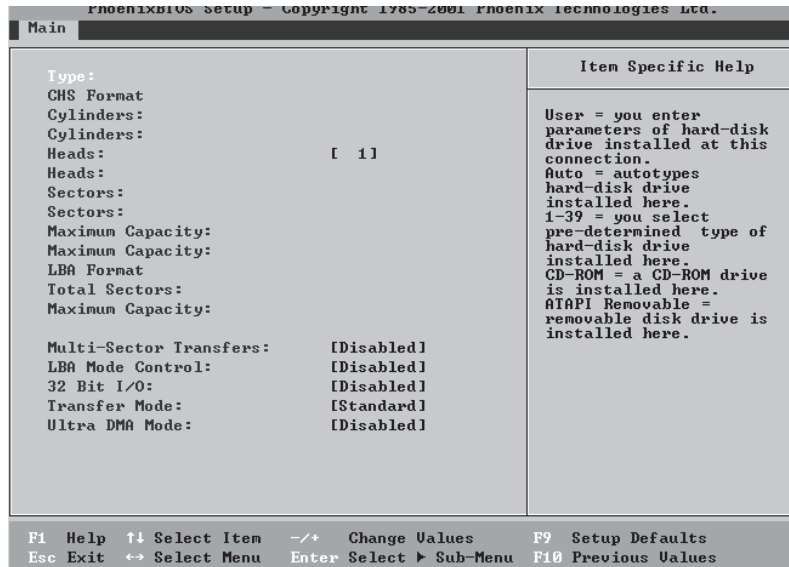 PhoenixBIOS Setup – Copyright 1985-2001 Phoenix Technologies Ltd.
Main
Type:
CHS Format
Cylinders:
Cylinders:
Heads: [ 1]
Heads:
Sectors:
Sectors:
Maximum Capacity:
Maximum Capacity:
LBA Format
Total Sectors:
Maximum Capacity:
Multi-Sector Transfers: [Disabled]
LBA Mode Control: [Disabled]
32 Bit I/O: [Disabled]
Transfer Mode: [Standard]
Ultra DMA Mode: [Disabled]
Item Specific Help
User = you enter
parameters of hard-disk
drive installed at this
connection.
Auto = autotypes
hard-disk drive
installed here.
1-39 = you select
pre-determined type of
hard-disk drive
installed here.
CD-ROM = a CD-ROM drive
is installed here.
ATAPI Removable =
removable disk drive is
installed here.
F1 Help ↑↓ Select Item -/+ Change Values F9 Setup Defaults
Esc Exit ↔ Select Menu Enter Select ▶ Sub-Menu F10 Previous Values